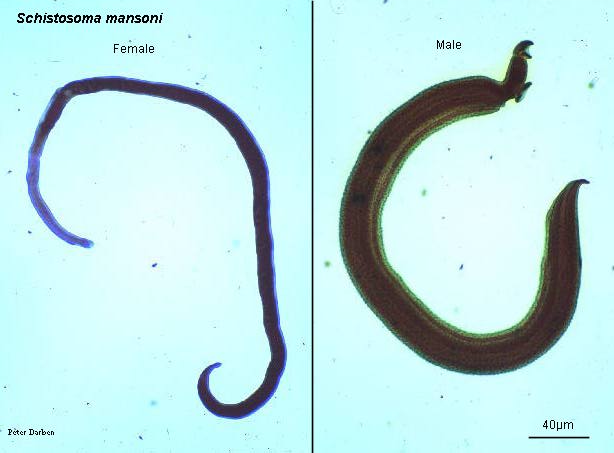 Schistosoma mansoni
Female
Male
40µm
Peter Darben